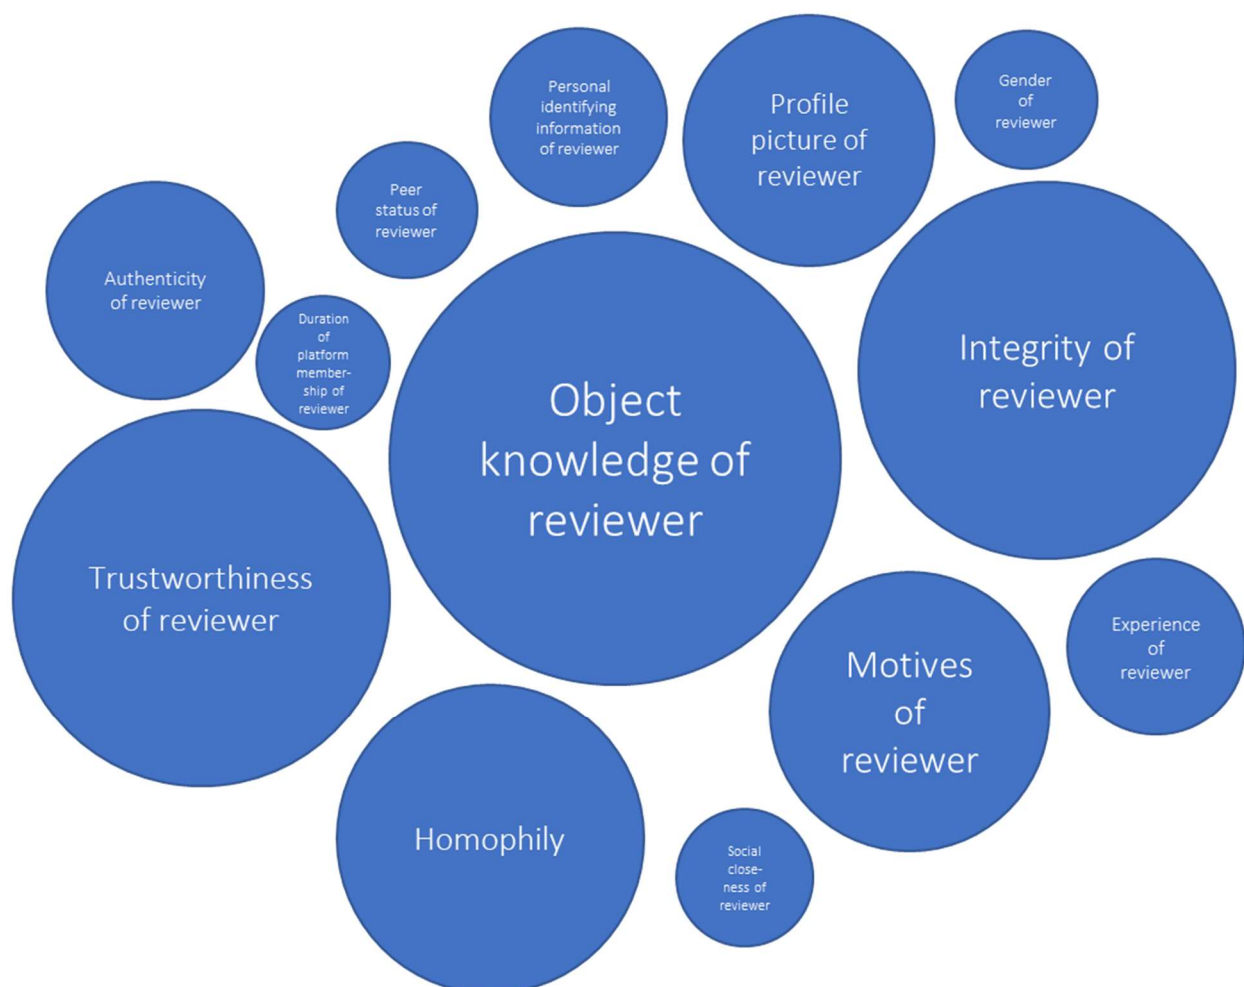 Personal
identifying
information
of reviewer
Profile
picture of
reviewer
Gender
of
reviewer
Peer
status of
reviewer
Authenticity
of reviewer
Duration
of
platform
member-
ship of
reviewer
Object
knowledge of
reviewer
Integrity of
reviewer
Trustworthiness
of reviewer
Motives
of
reviewer
Experience
of
reviewer
Homophily
Social
close-
ness of
reviewer